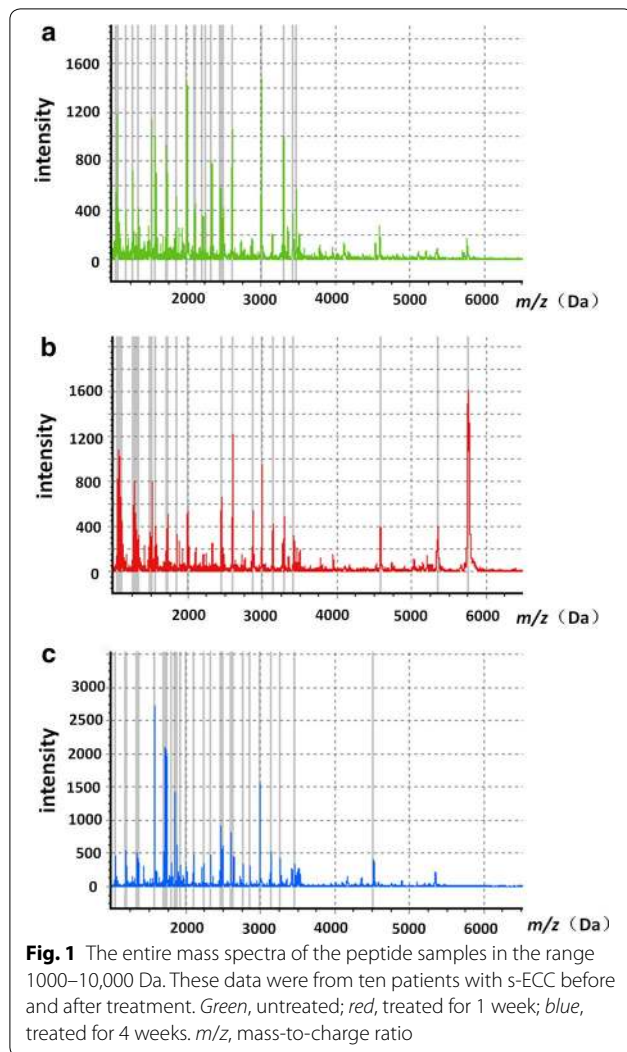 a
1600
1200
800
400
0
intensity
2000 3000 4000 5000 6000 m/z（Da）
b
1600
1200
800
400
0
intensity
2000 3000 4000 5000 6000 m/z（Da）
c
3000
2500
2000
1500
1000
500
0
intensity
2000 3000 4000 5000 6000 m/z（Da）
Fig. 1 The entire mass spectra of the peptide samples in the range
1000–10,000 Da. These data were from ten patients with s-ECC before
and after treatment. Green, untreated; red, treated for 1 week; blue,
treated for 4 weeks. m/z, mass-to-charge ratio